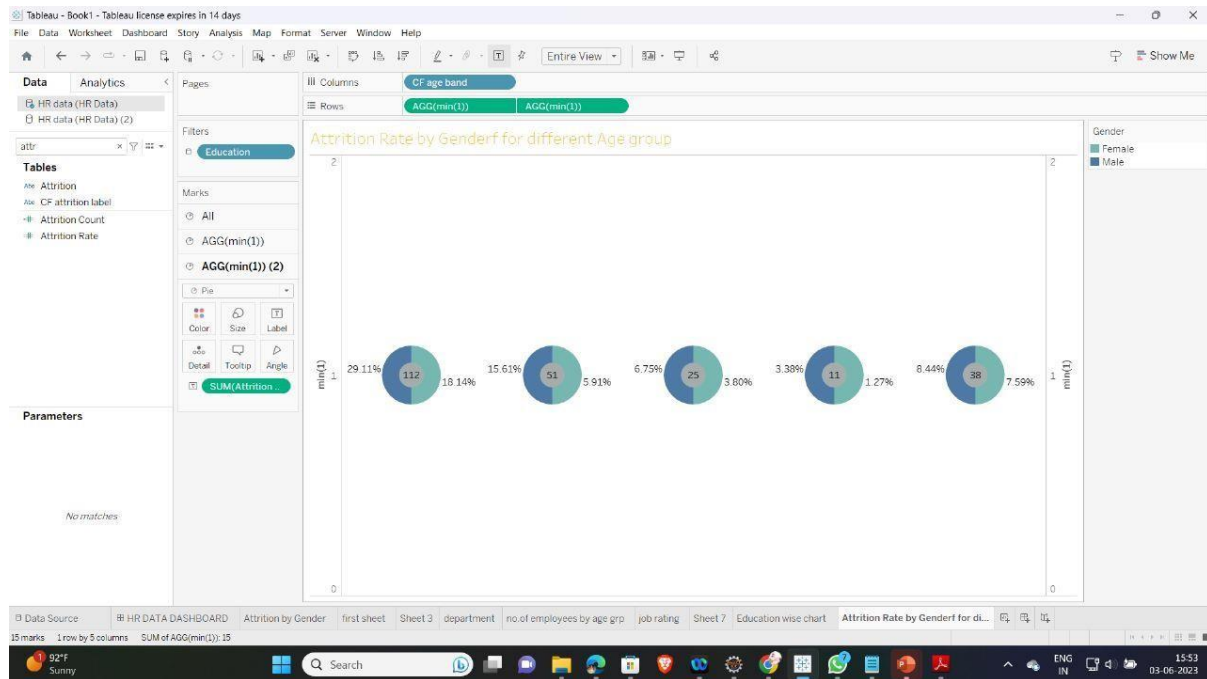 Tableau - Book1 - Tableau license expires in 14 days
File Data Worksheet Dashboard Story Analysis Map Format Server Window Help
Entire View
Show Me
Data Analytics
HR data (HR Data)
HR data (HR Data) (2)
attr
Tables
Abc Attrition
Abc CF attrition label
Attrition Count
Attrition Rate
Parameters
No matches
Pages
Filters
Education
Marks
All
AGG(min(1))
AGG(min(1)) (2)
Pie
Color Size Label
Detail Tooltip Angle
SUM(Attrition ..
Columns CF age band
Rows AGG(min(1)) AGG(min(1))
Attrition Rate by Genderf for different Age group
2 2
min(1) 1 29.11% 112 18.14% 15.61% 51 5.91% 6.75% 25 3.80% 3.38% 11 1.27% 8.44% 38 7.59% 1 min(1)
0 0
Gender
Female
Male
Data Source HR DATA DASHBOARD Attrition by Gender first sheet Sheet 3 department no.of employees by age grp job rating Sheet 7 Education wise chart Attrition Rate by Genderf for di...
15 marks 1 row by 5 columns SUM of AGG(min(1)): 15
92°F
Sunny
Search
7
ENG
IN
15:53
03-06-2023